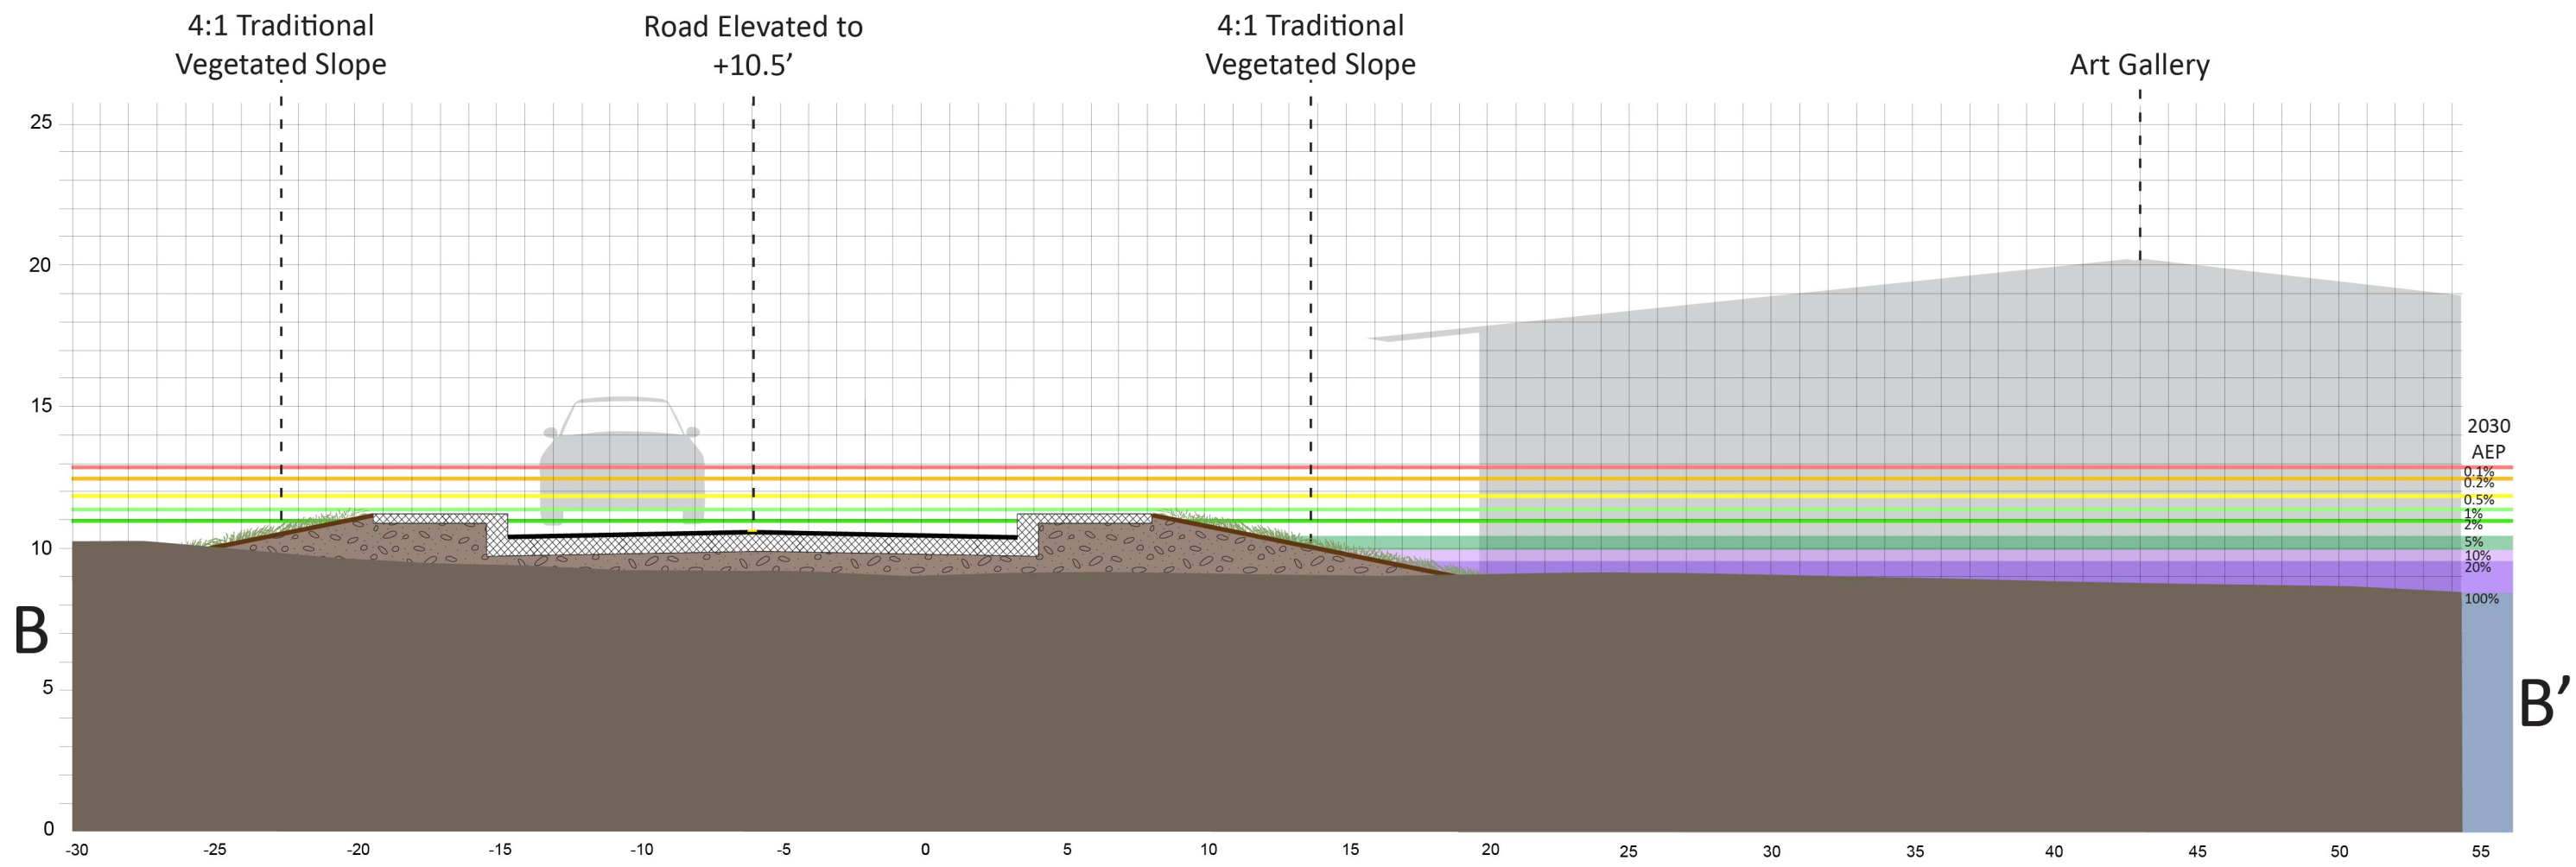 4:1 Traditional
Vegetated Slope
Road Elevated to
+10.5’
4:1 Traditional
Vegetated Slope
Art Gallery
25
20
15
10
5
0
2030
AEP
0.1%
0.2%
0.5%
1%
2%
5%
10%
20%
100%
B
B’
-30 -25 -20 -15 -10 -5 0 5 10 15 20 25 30 35 40 45 50 55